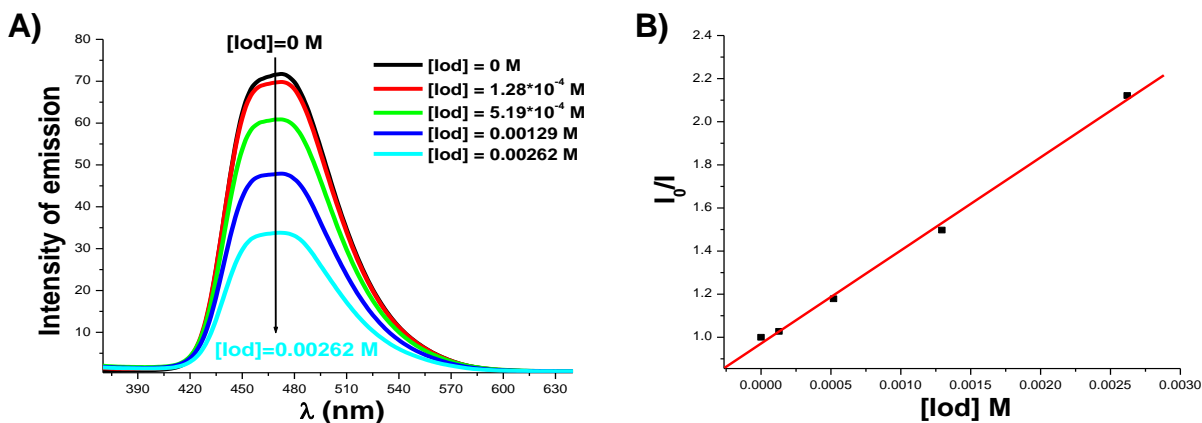 A)
[Iod]=0 M
[Iod] = 0 M
[Iod] = 1.28*10⁻⁴ M
[Iod] = 5.19*10⁻⁴ M
[Iod] = 0.00129 M
[Iod] = 0.00262 M
[Iod]=0.00262 M
Intensity of emission
80
70
60
50
40
30
20
10
390 420 450 480 510 540 570 600 630
λ (nm)
B)
I₀/I
2.4
2.2
2.0
1.8
1.6
1.4
1.2
1.0
0.0000 0.0005 0.0010 0.0015 0.0020 0.0025 0.0030
[Iod] M